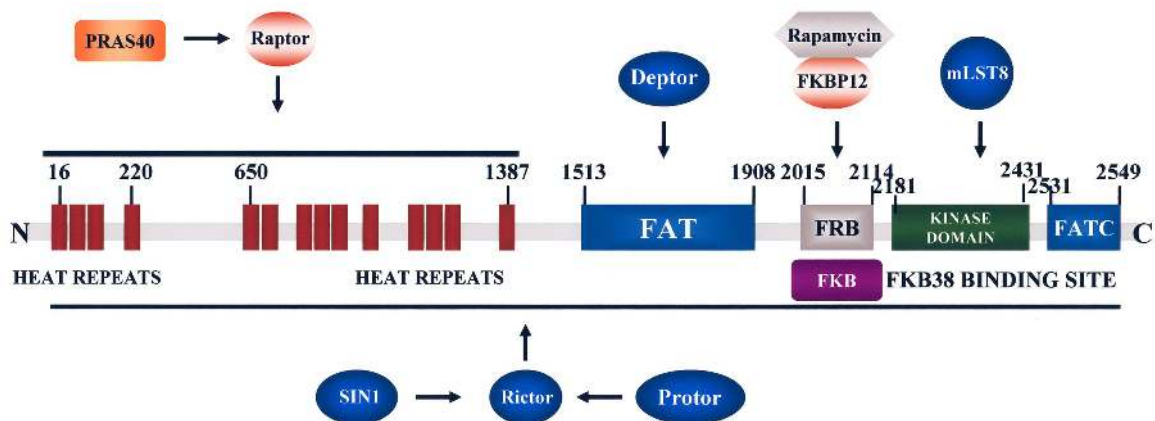 PRAS40
Raptor
Rapamycin
FKBP12
Deptor
mLST8
16
220
650
1387
1513
1908
2015
2114
2181
2431
2531
2549
N
FAT
FRB
KINASE
DOMAIN
FATC
C
HEAT REPEATS
HEAT REPEATS
FKB
FKB38 BINDING SITE
SIN1
Rictor
Protor